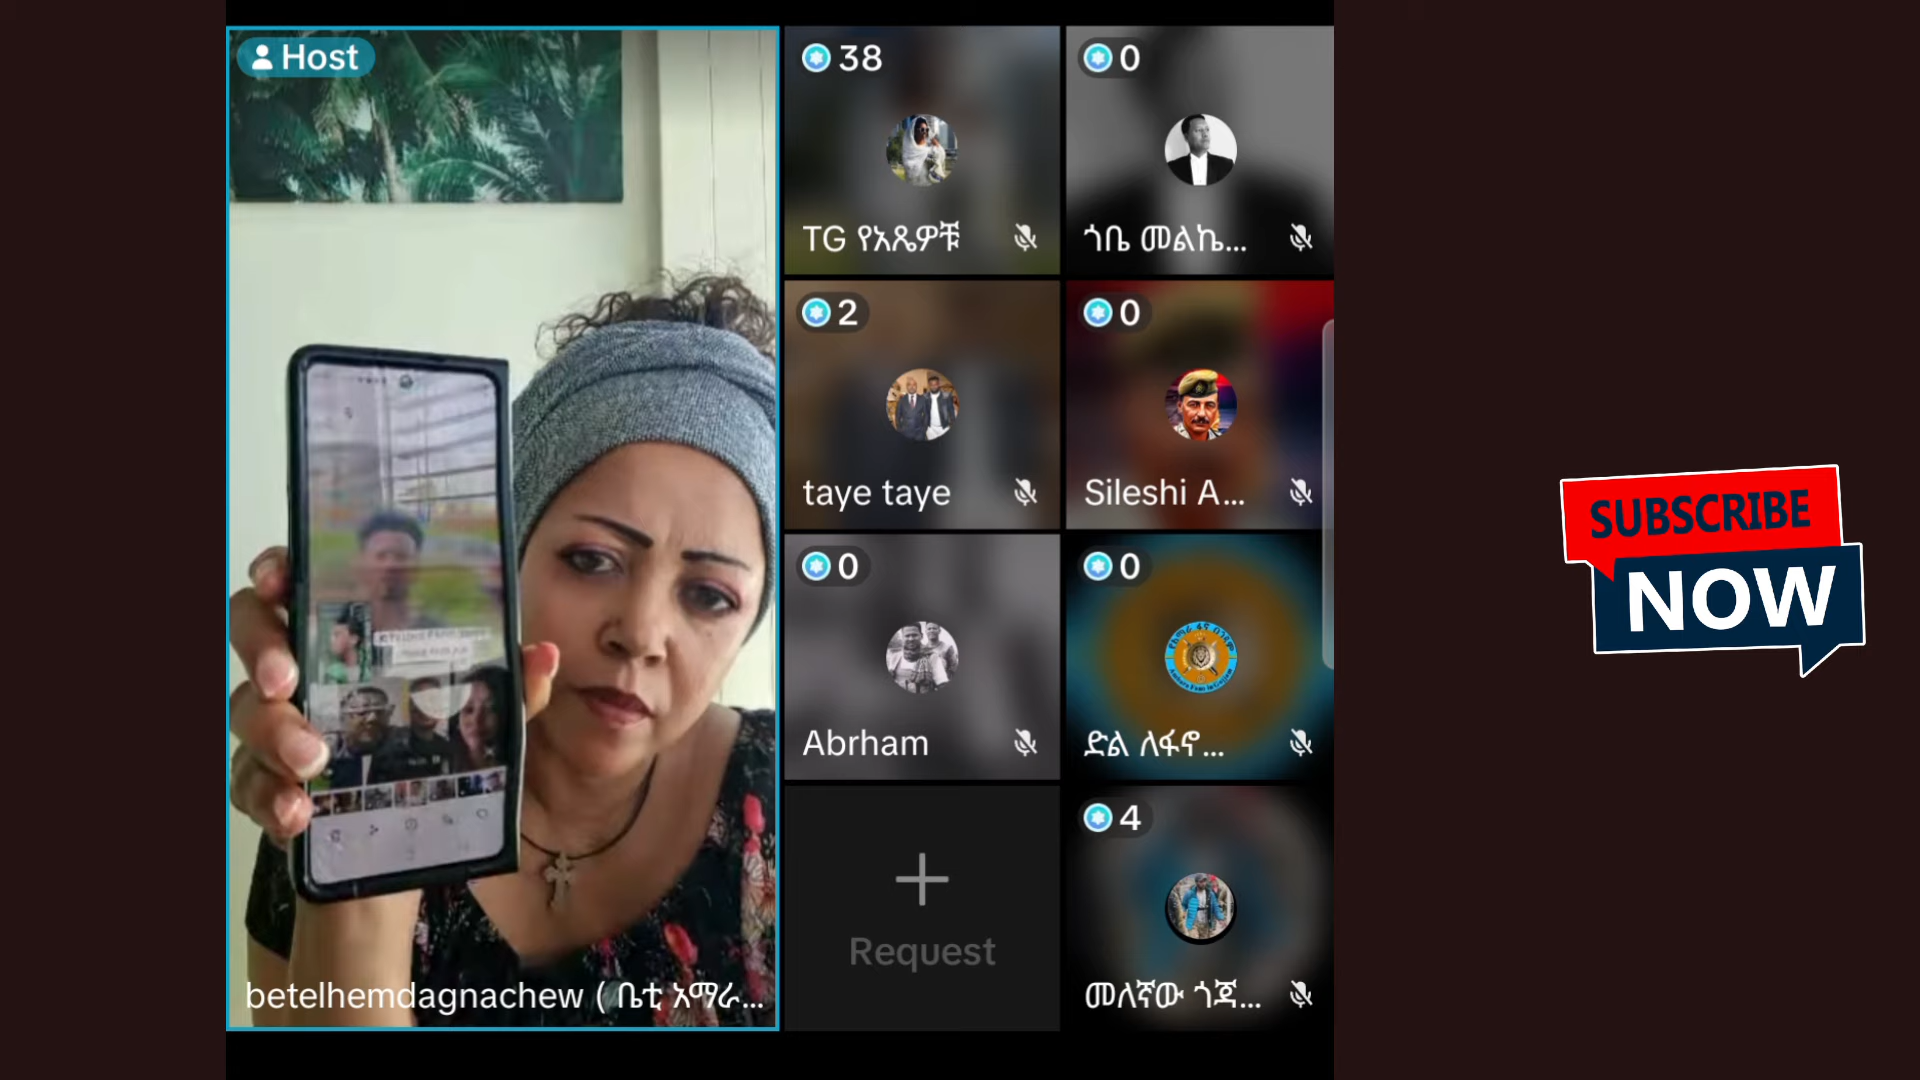 Host
betelhemdagnachew ( ቤቲ አማራ...
38
TG የአጼዎቹ
0
ጎቤ መልኬ...
2
taye taye
0
Sileshi A...
0
Abrham
0
ድል ለፋኖ...
Request
4
መለኛው ጎጃ...
SUBSCRIBE
NOW